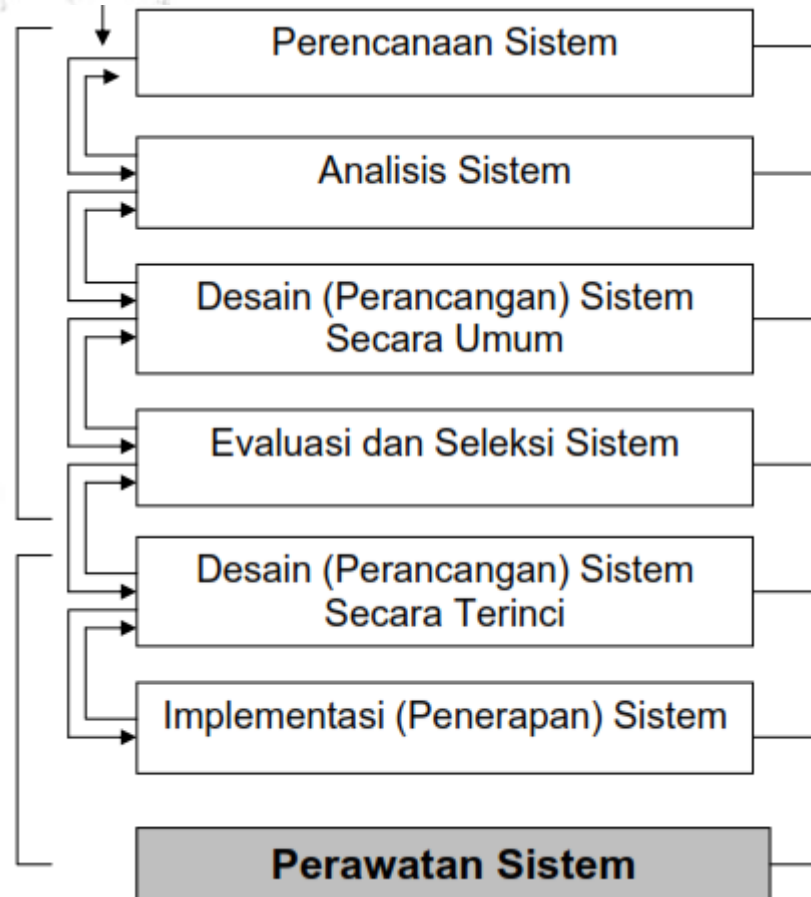 Perencanaan Sistem
Analisis Sistem
Desain (Perancangan) Sistem
Secara Umum
Evaluasi dan Seleksi Sistem
Desain (Perancangan) Sistem
Secara Terinci
Implementasi (Penerapan) Sistem
Perawatan Sistem